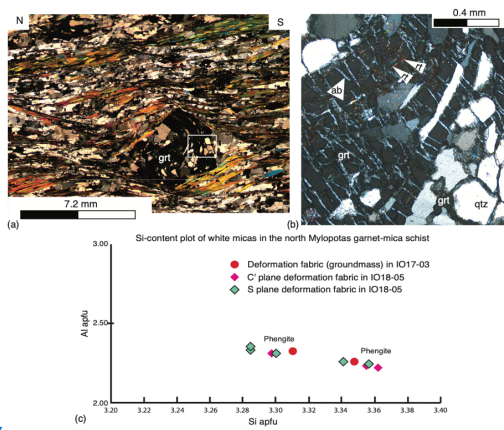 N
S
grt
7.2 mm
(a)
0.4 mm
ab
grt
grt
qtz
(b)
Si-content plot of white micas in the north Mylopotas garnet-mica schist
3.00
2.50
2.00
Al apfu
Deformation fabric (groundmass) in IO17-03
C' plane deformation fabric in IO18-05
S plane deformation fabric in IO18-05
Phengite
Phengite
3.20 3.22 3.24 3.26 3.28 3.30 3.32 3.34 3.36 3.38 3.40
Si apfu
(c)